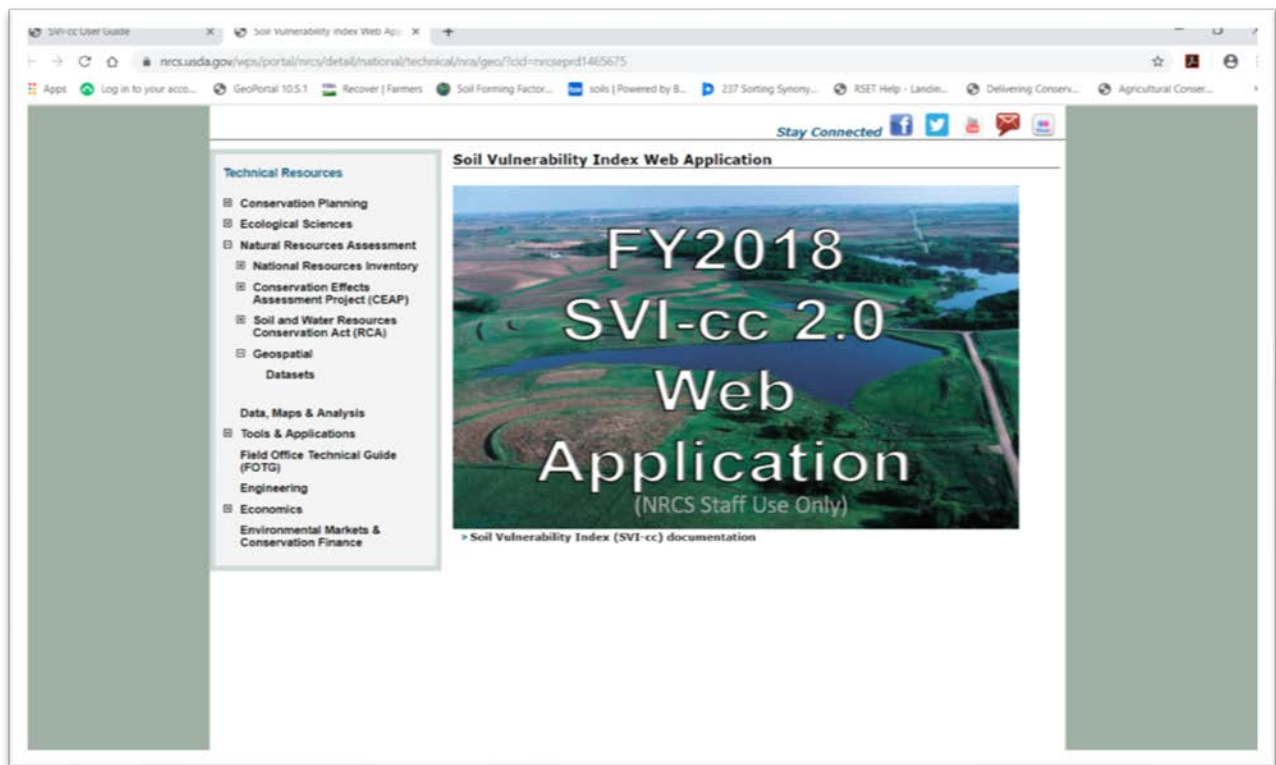 SVI-cc User Guide
Soil Vulnerability Index Web App
nrcs.usda.gov/wps/portal/nrcs/detail/national/technical/nra/geo/?cid=nrcseprd1465675
Apps Log in to your acco... GeoPortal 10.5.1 Recover | Farmers Soil Forming Factor... soils | Powered by B... 237 Sorting Synony... RSET Help - Landin... Delivering Conserv... Agricultural Conser...
Stay Connected
Technical Resources
Conservation Planning
Ecological Sciences
Natural Resources Assessment
National Resources Inventory
Conservation Effects
Assessment Project (CEAP)
Soil and Water Resources
Conservation Act (RCA)
Geospatial
Datasets
Data, Maps & Analysis
Tools & Applications
Field Office Technical Guide
(FOTG)
Engineering
Economics
Environmental Markets &
Conservation Finance
Soil Vulnerability Index Web Application
FY2018
SVI-cc 2.0
Web
Application
(NRCS Staff Use Only)
> Soil Vulnerability Index (SVI-cc) documentation